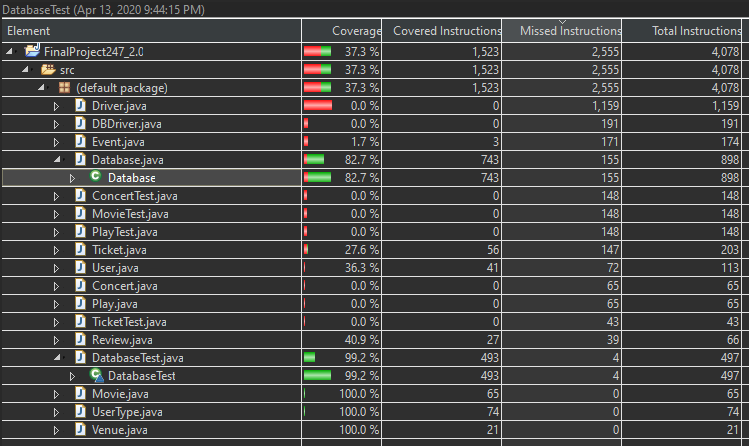 DatabaseTest (Apr 13, 2020 9:44:15 PM)
Element Coverage Covered Instructions Missed Instructions Total Instructions
FinalProject247_2.0 37.3 % 1,523 2,555 4,078
src 37.3 % 1,523 2,555 4,078
(default package) 37.3 % 1,523 2,555 4,078
Driver.java 0.0 % 0 1,159 1,159
DBDriver.java 0.0 % 0 191 191
Event.java 1.7 % 3 171 174
Database.java 82.7 % 743 155 898
Database 82.7 % 743 155 898
ConcertTest.java 0.0 % 0 148 148
MovieTest.java 0.0 % 0 148 148
PlayTest.java 0.0 % 0 148 148
Ticket.java 27.6 % 56 147 203
User.java 36.3 % 41 72 113
Concert.java 0.0 % 0 65 65
Play.java 0.0 % 0 65 65
TicketTest.java 0.0 % 0 43 43
Review.java 40.9 % 27 39 66
DatabaseTest.java 99.2 % 493 4 497
DatabaseTest 99.2 % 493 4 497
Movie.java 100.0 % 65 0 65
UserType.java 100.0 % 74 0 74
Venue.java 100.0 % 21 0 21